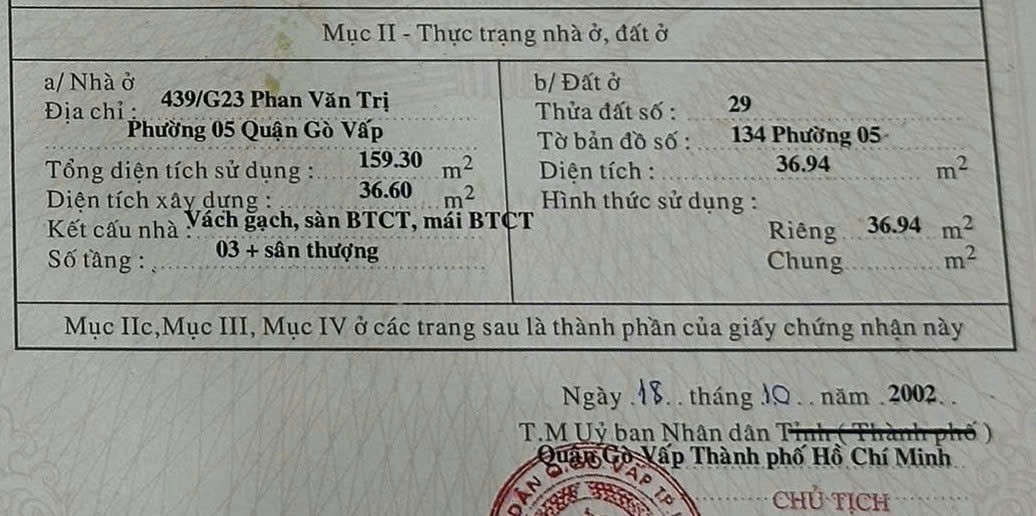 Mục II - Thực trạng nhà ở, đất ở
a/ Nhà ở
Địa chỉ : 439/G23 Phan Văn Trị
Phường 05 Quận Gò Vấp
Tổng diện tích sử dụng : 159.30 m2
Diện tích xây dựng : 36.60 m2
Kết cấu nhà : Vách gạch, sàn BTCT, mái BTCT
Số tầng : 03 + sân thượng
b/ Đất ở
Thửa đất số : 29
Tờ bản đồ số : 134 Phường 05
Diện tích : 36.94 m2
Hình thức sử dụng :
Riêng 36.94 m2
Chung m2
Mục IIc,Mục III, Mục IV ở các trang sau là thành phần của giấy chứng nhận này
Ngày 18 tháng 10 năm 2002
T.M Uỷ ban Nhân dân Tỉnh ( Thành phố )
Quận Gò Vấp Thành phố Hồ Chí Minh
CHỦ TỊCH
DÂN Q.GÒ VẤP TP